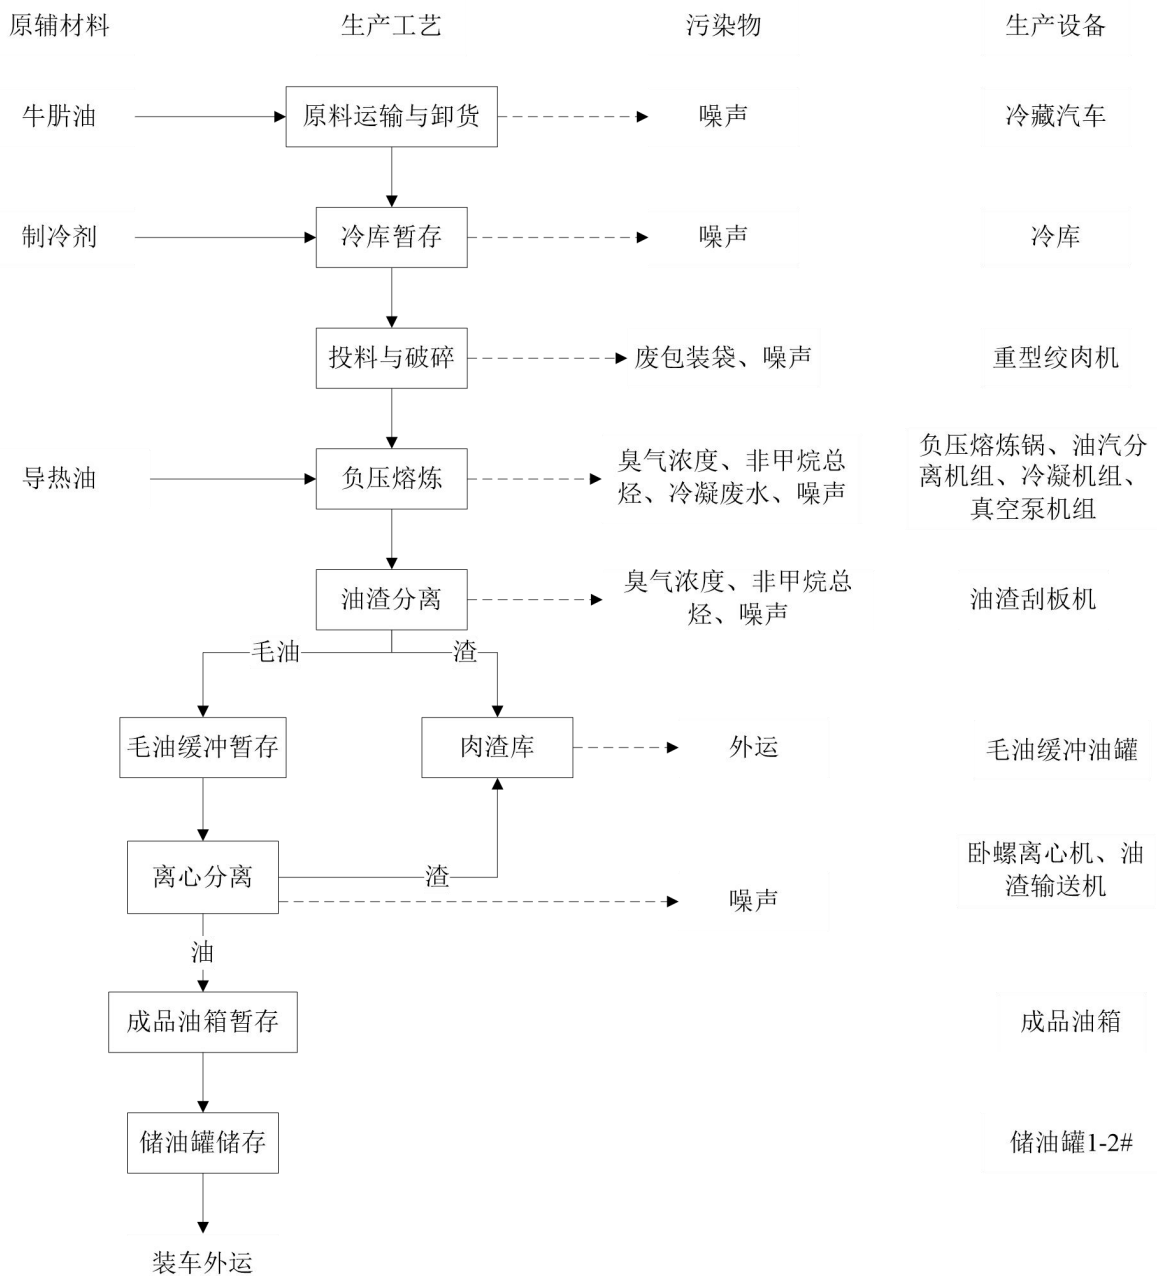 原辅材料 生产工艺 污染物 生产设备
牛肵油 原料运输与卸货 噪声 冷藏汽车
制冷剂 冷库暂存 噪声 冷库
投料与破碎 废包装袋、噪声 重型绞肉机
导热油 负压熔炼 臭气浓度、非甲烷总
烃、冷凝废水、噪声
负压熔炼锅、油汽分
离机组、冷凝机组、
真空泵机组
油渣分离 臭气浓度、非甲烷总
烃、噪声
油渣刮板机
毛油 渣
毛油缓冲暂存 肉渣库 外运 毛油缓冲油罐
离心分离 渣 噪声
卧螺离心机、油
渣输送机
油
成品油箱暂存 成品油箱
储油罐储存 储油罐1-2#
装车外运